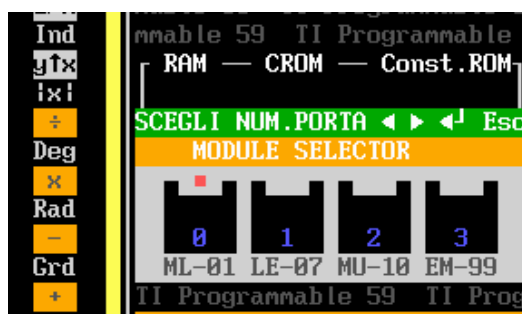 Ind
mmable 59 TI Programmable
y↑x
RAM — CROM — Const.ROM
|x|
÷
SCEGLI NUM.PORTA ◄ ► ◄┘ Esc
Deg
MODULE SELECTOR
x
Rad
−
0 1 2 3
Grd
ML-01 LE-07 MU-10 EM-99
+
TI Programmable 59 TI Prog